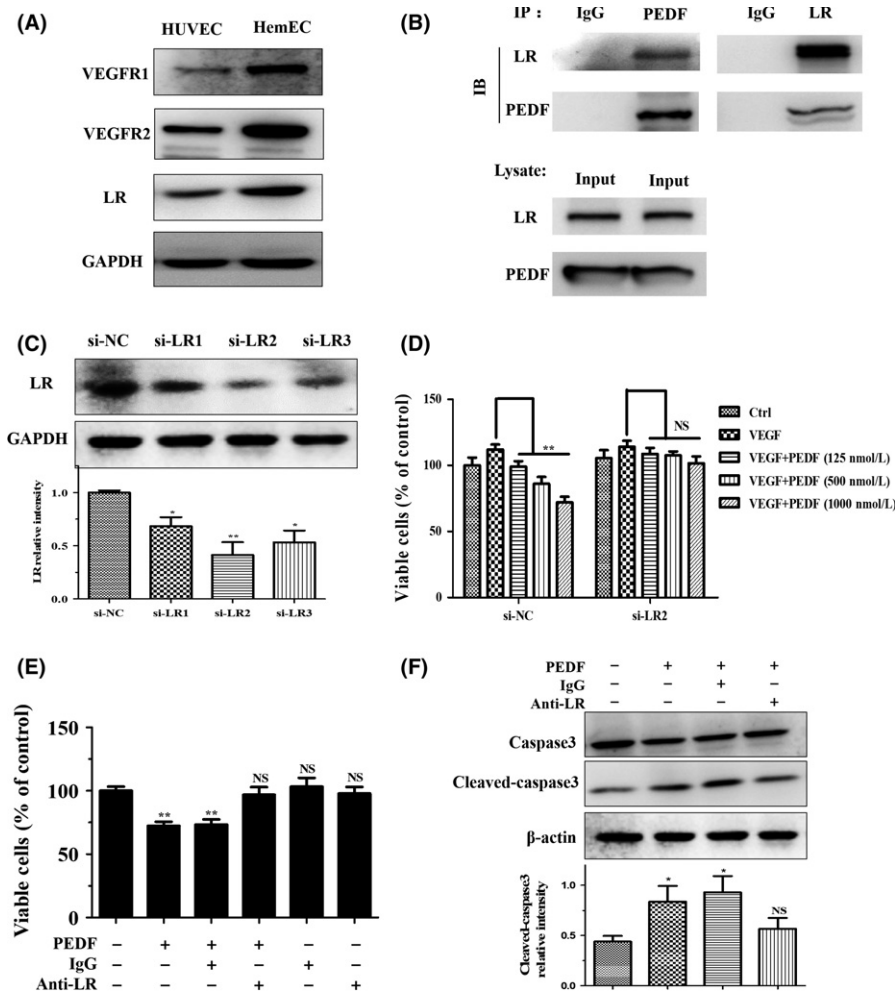 (A)
HUVEC HemEC
VEGFR1
VEGFR2
LR
GAPDH
(B)
IP : IgG PEDF IgG LR
IB
LR
PEDF
Lysate:
Input Input
LR
PEDF
(C)
si-NC si-LR1 si-LR2 si-LR3
LR
GAPDH
LR relative intensity
1.0
0.5
0.0
* ** *
si-NC si-LR1 si-LR2 si-LR3
(D)
Viable cells (% of control)
150
100
50
0
** NS
si-NC si-LR2
Ctrl
VEGF
VEGF+PEDF (125 nmol/L)
VEGF+PEDF (500 nmol/L)
VEGF+PEDF (1000 nmol/L)
(E)
Viable cells (% of control)
150
100
75
50
25
0
** ** NS NS NS
PEDF – + + + – –
IgG – – + – + –
Anti-LR – – – + – +
(F)
PEDF – + + +
IgG – – + –
Anti-LR – – – +
Caspase3
Cleaved-caspase3
β-actin
Cleaved-caspase3
relative intensity
1.0
0.5
0.0
* * NS